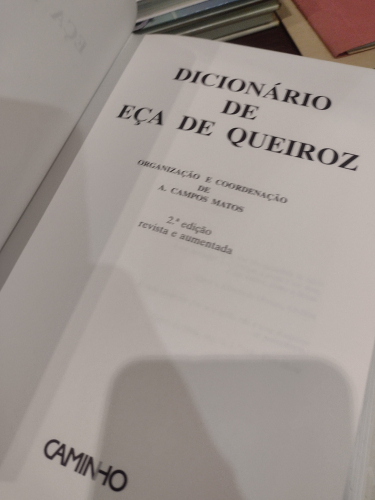 DICIONÁRIO
DE
EÇA DE QUEIROZ
ORGANIZAÇÃO E COORDENAÇÃO
DE
A. CAMPOS MATOS
2.ª edição
revista e aumentada
CAMINHO